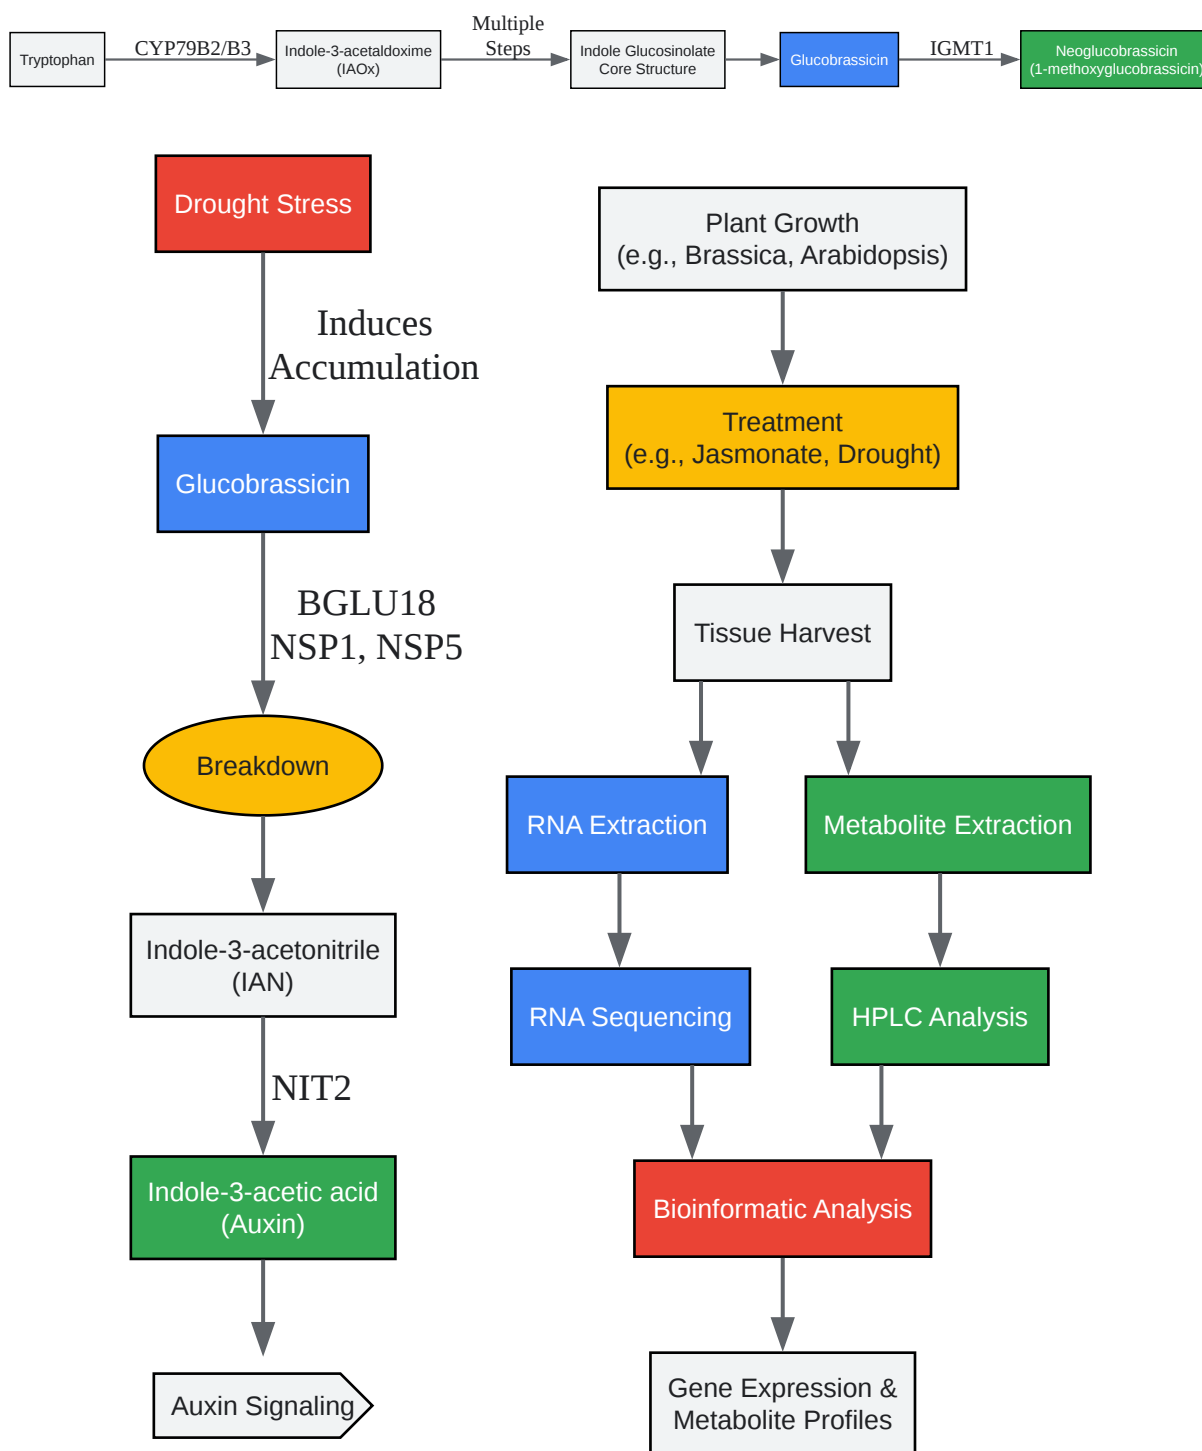 Tryptophan
CYP79B2/B3
Indole-3-acetaldoxime
(IAOx)
Multiple
Steps
Indole Glucosinolate
Core Structure
Glucobrassicin
IGMT1
Neoglucobrassicin
(1-methoxyglucobrassicin)
Drought Stress
Induces
Accumulation
Glucobrassicin
BGLU18
NSP1, NSP5
Breakdown
Indole-3-acetonitrile
(IAN)
NIT2
Indole-3-acetic acid
(Auxin)
Auxin Signaling
Plant Growth
(e.g., Brassica, Arabidopsis)
Treatment
(e.g., Jasmonate, Drought)
Tissue Harvest
RNA Extraction
Metabolite Extraction
RNA Sequencing
HPLC Analysis
Bioinformatic Analysis
Gene Expression &
Metabolite Profiles